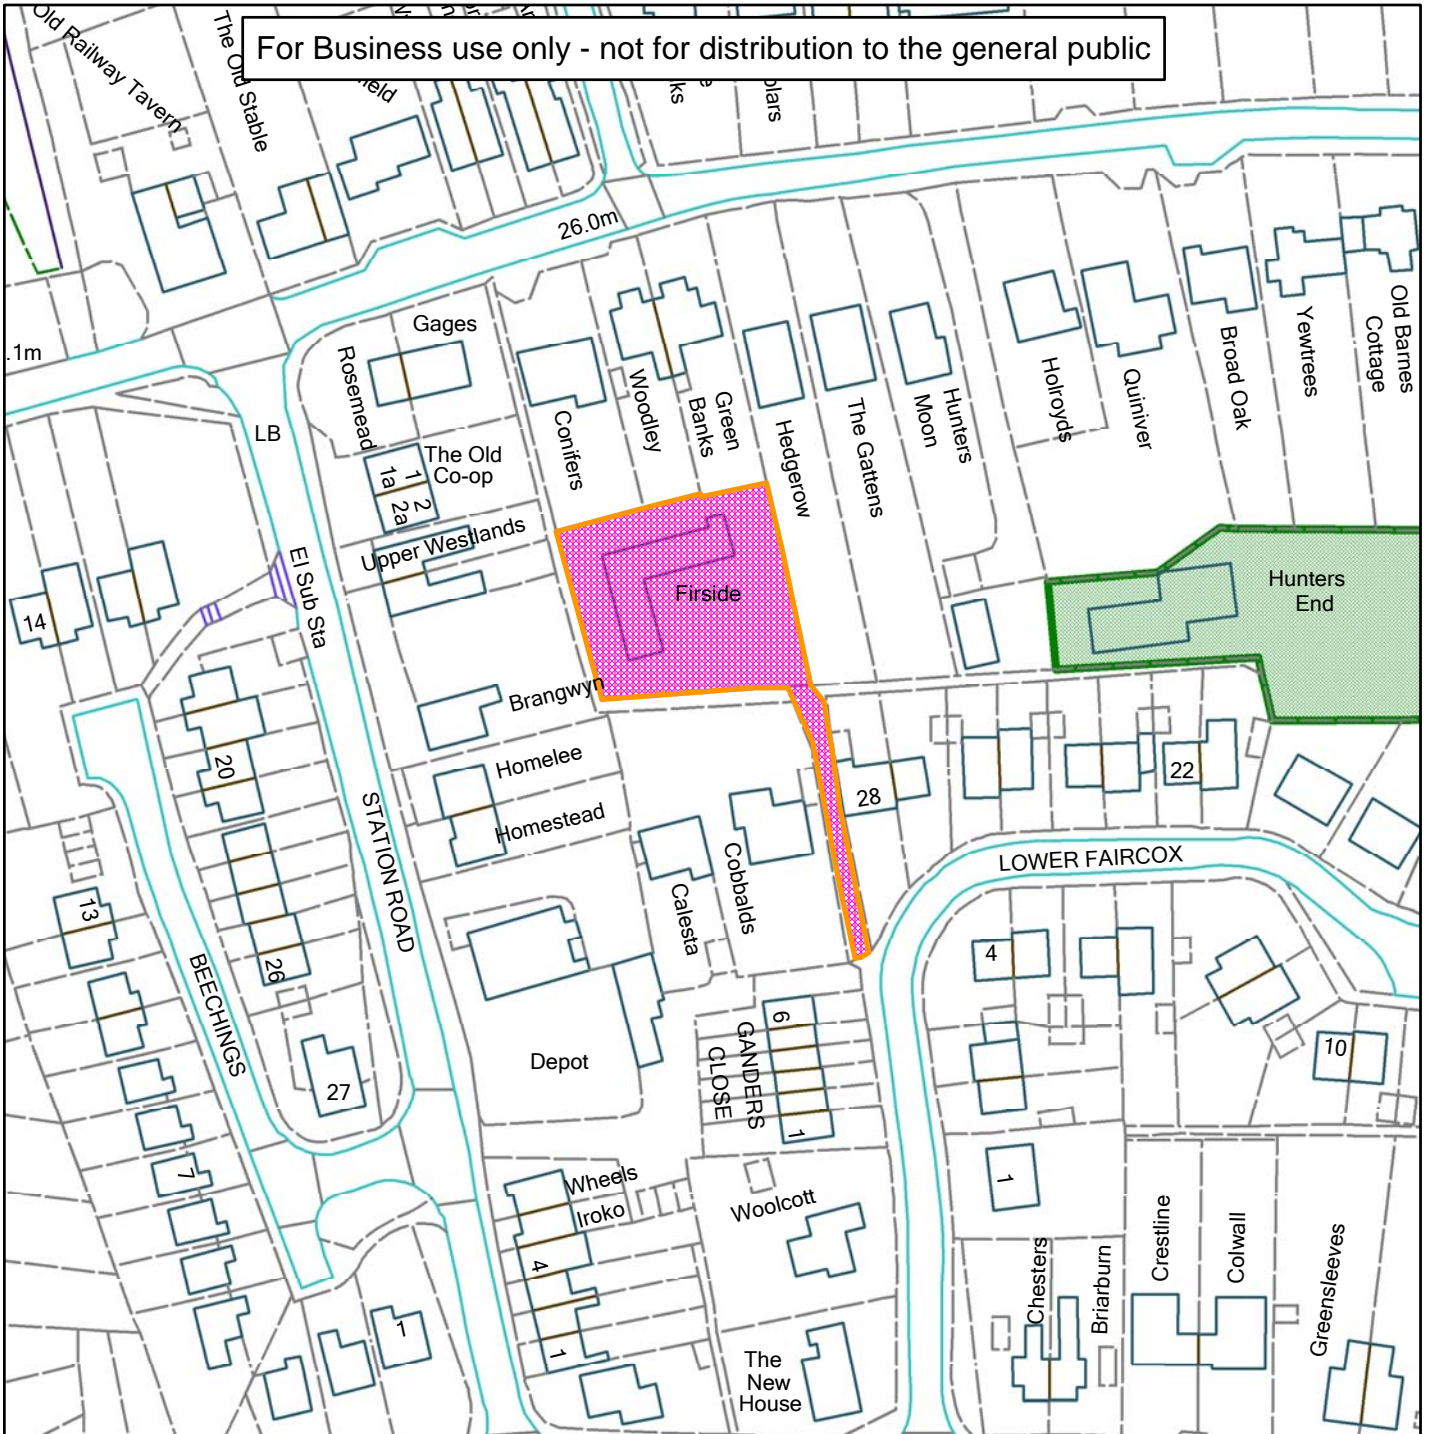 For Business use only - not for distribution to the general public
Old Railway Tavern
The Old Stable
26.0m
.1m
Gages
Rosemead
LB
The Old
Co-op
1a
1
2a
2
Upper Westlands
El Sub Sta
Conifers
Woodley
Green
Banks
Hedgerow
The Gattens
Hunters
Moon
Holroyds
Quiniver
Broad Oak
Yewtrees
Old Barnes
Cottage
Firside
Hunters
End
14
Brangwyn
Homelee
Homestead
20
28
22
STATION ROAD
LOWER FAIRCOX
Cobbalds
Calesta
13
26
BEECHINGS
4
27
Depot
6
GANDERS
CLOSE
1
10
7
Wheels
Iroko
Woolcott
1
4
1
1
Chesters
Briarburn
Crestline
Colwall
Greensleeves
The
New
House